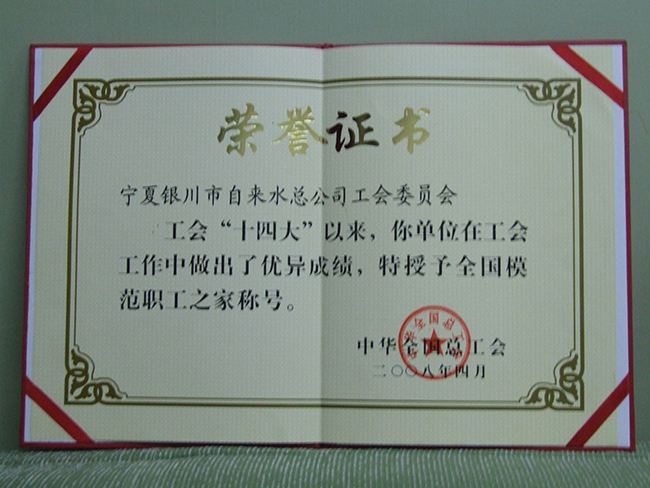 荣誉证书
宁夏银川市自来水总公司工会委员会
工会“十四大”以来，你单位在工会
工作中做出了优异成绩，特授予全国模
范职工之家称号。
中华全国总工会
二〇〇八年四月